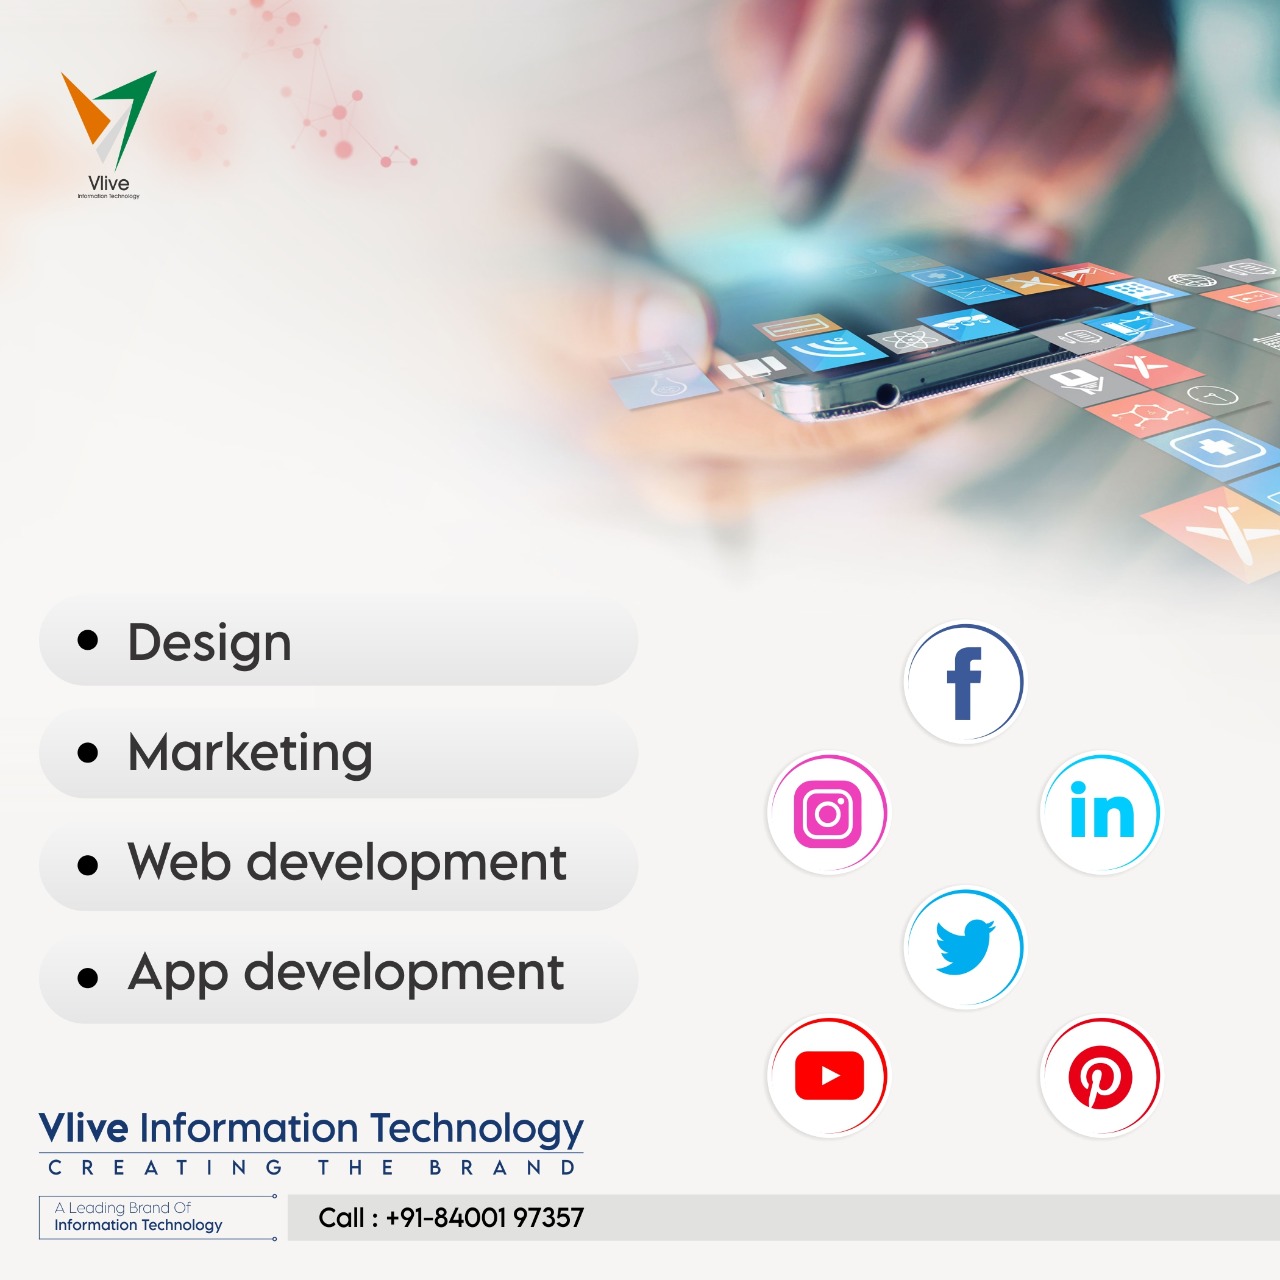 Vlive
Information Technology
Design
Marketing
Web development
App development
Vlive Information Technology
CREATING THE BRAND
A Leading Brand Of
Information Technology
Call : +91-84001 97357
f
in